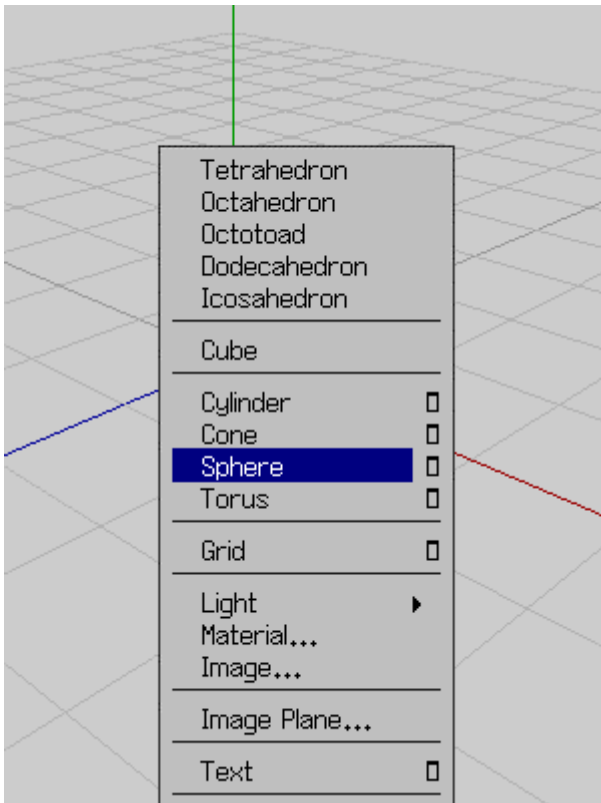 Tetrahedron
Octahedron
Octotoad
Dodecahedron
Icosahedron
Cube
Cylinder
Cone
Sphere
Torus
Grid
Light
Material...
Image...
Image Plane...
Text